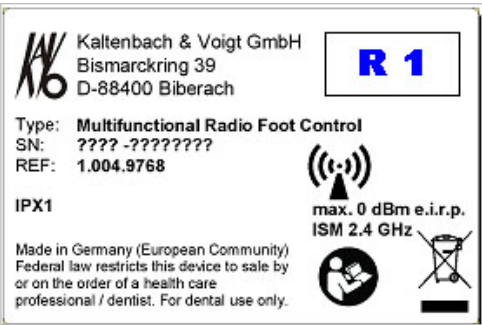 KAVO
Kaltenbach & Voigt GmbH
Bismarckring 39
D-88400 Biberach
R 1
Type: Multifunctional Radio Foot Control
SN: ???? -????????
REF: 1.004.9768
IPX1
max. 0 dBm e.i.r.p.
ISM 2.4 GHz
Made in Germany (European Community)
Federal law restricts this device to sale by
or on the order of a health care
professional / dentist. For dental use only.